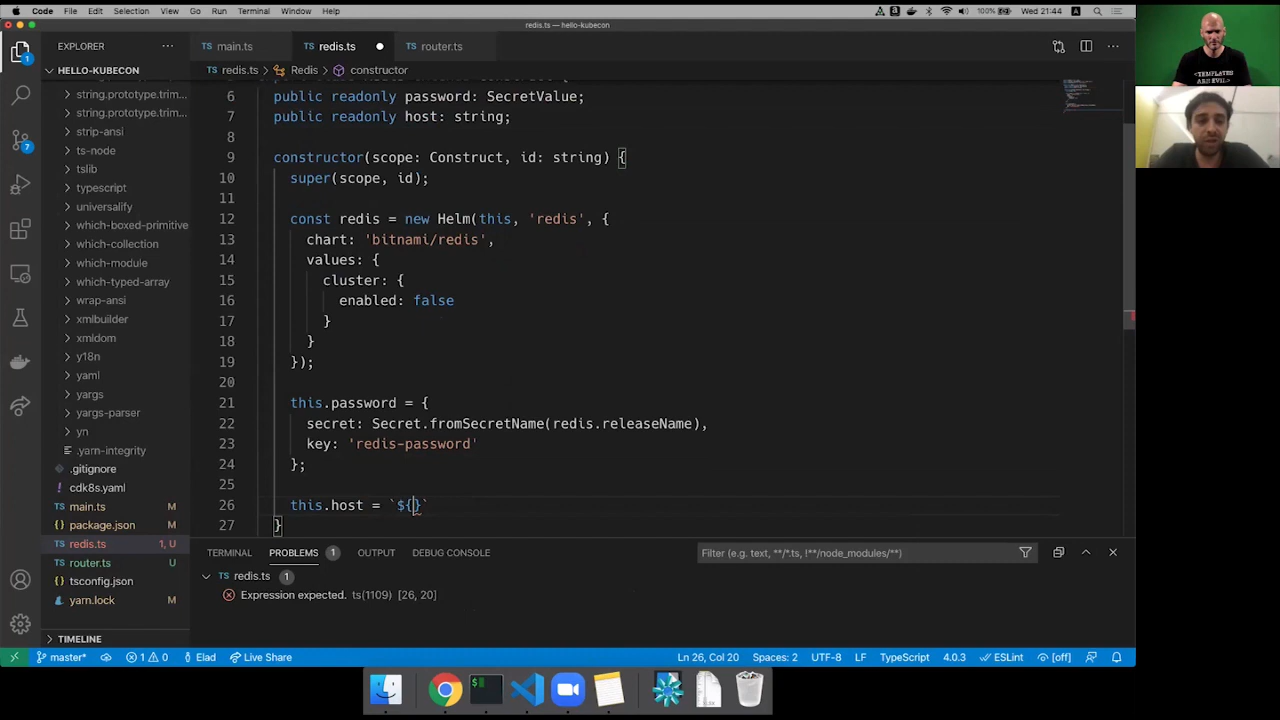 Code File Edit Selection View Go Run Terminal Window Help 100% Wed 21:44
redis.ts — hello-kubecon
EXPLORER
main.ts redis.ts router.ts
HELLO-KUBECON
redis.ts > Redis > constructor
string.prototype.trim...
string.prototype.trim...
strip-ansi
ts-node
tslib
typescript
universalify
which-boxed-primitive
which-collection
which-module
which-typed-array
wrap-ansi
xmlbuilder
xmldom
y18n
yaml
yargs
yargs-parser
yn
.yarn-integrity
.gitignore
cdk8s.yaml
main.ts M
package.json M
redis.ts 1, U
router.ts U
tsconfig.json
yarn.lock M
TIMELINE
6 public readonly password: SecretValue;
7 public readonly host: string;
8
9 constructor(scope: Construct, id: string) {
10 super(scope, id);
11
12 const redis = new Helm(this, 'redis', {
13 chart: 'bitnami/redis',
14 values: {
15 cluster: {
16 enabled: false
17 }
18 }
19 });
20
21 this.password = {
22 secret: Secret.fromSecretName(redis.releaseName),
23 key: 'redis-password'
24 };
25
26 this.host = `${}`
27 }
TERMINAL PROBLEMS 1 OUTPUT DEBUG CONSOLE
Filter (e.g. text, **/*.ts, !**/node_modules/**)
redis.ts 1
Expression expected. ts(1109) [26, 20]
master* 1 0 Elad Live Share Ln 26, Col 20 Spaces: 2 UTF-8 LF TypeScript 4.0.3 ESLint [off]
<TEMPLATES
ARE EVIL>